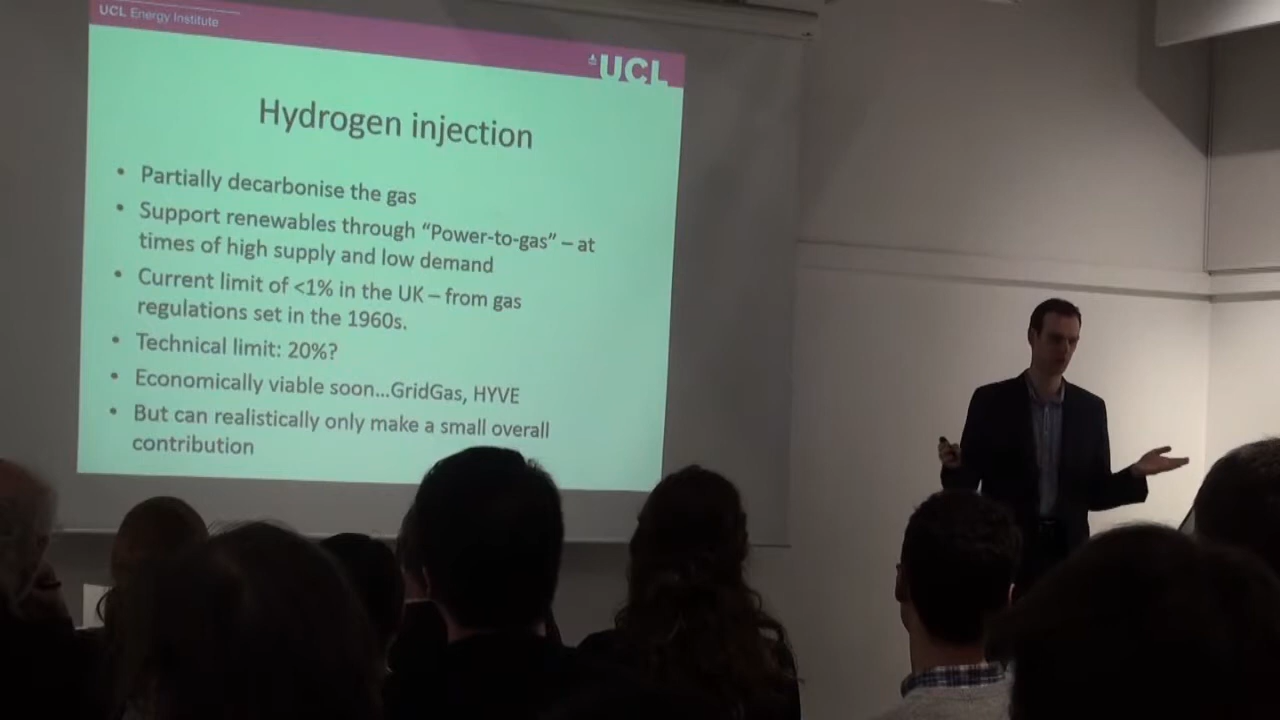 UCL Energy Institute
UCL
Hydrogen injection
• Partially decarbonise the gas
• Support renewables through “Power-to-gas” – at
times of high supply and low demand
• Current limit of <1% in the UK – from gas
regulations set in the 1960s.
• Technical limit: 20%?
• Economically viable soon...GridGas, HYVE
• But can realistically only make a small overall
contribution